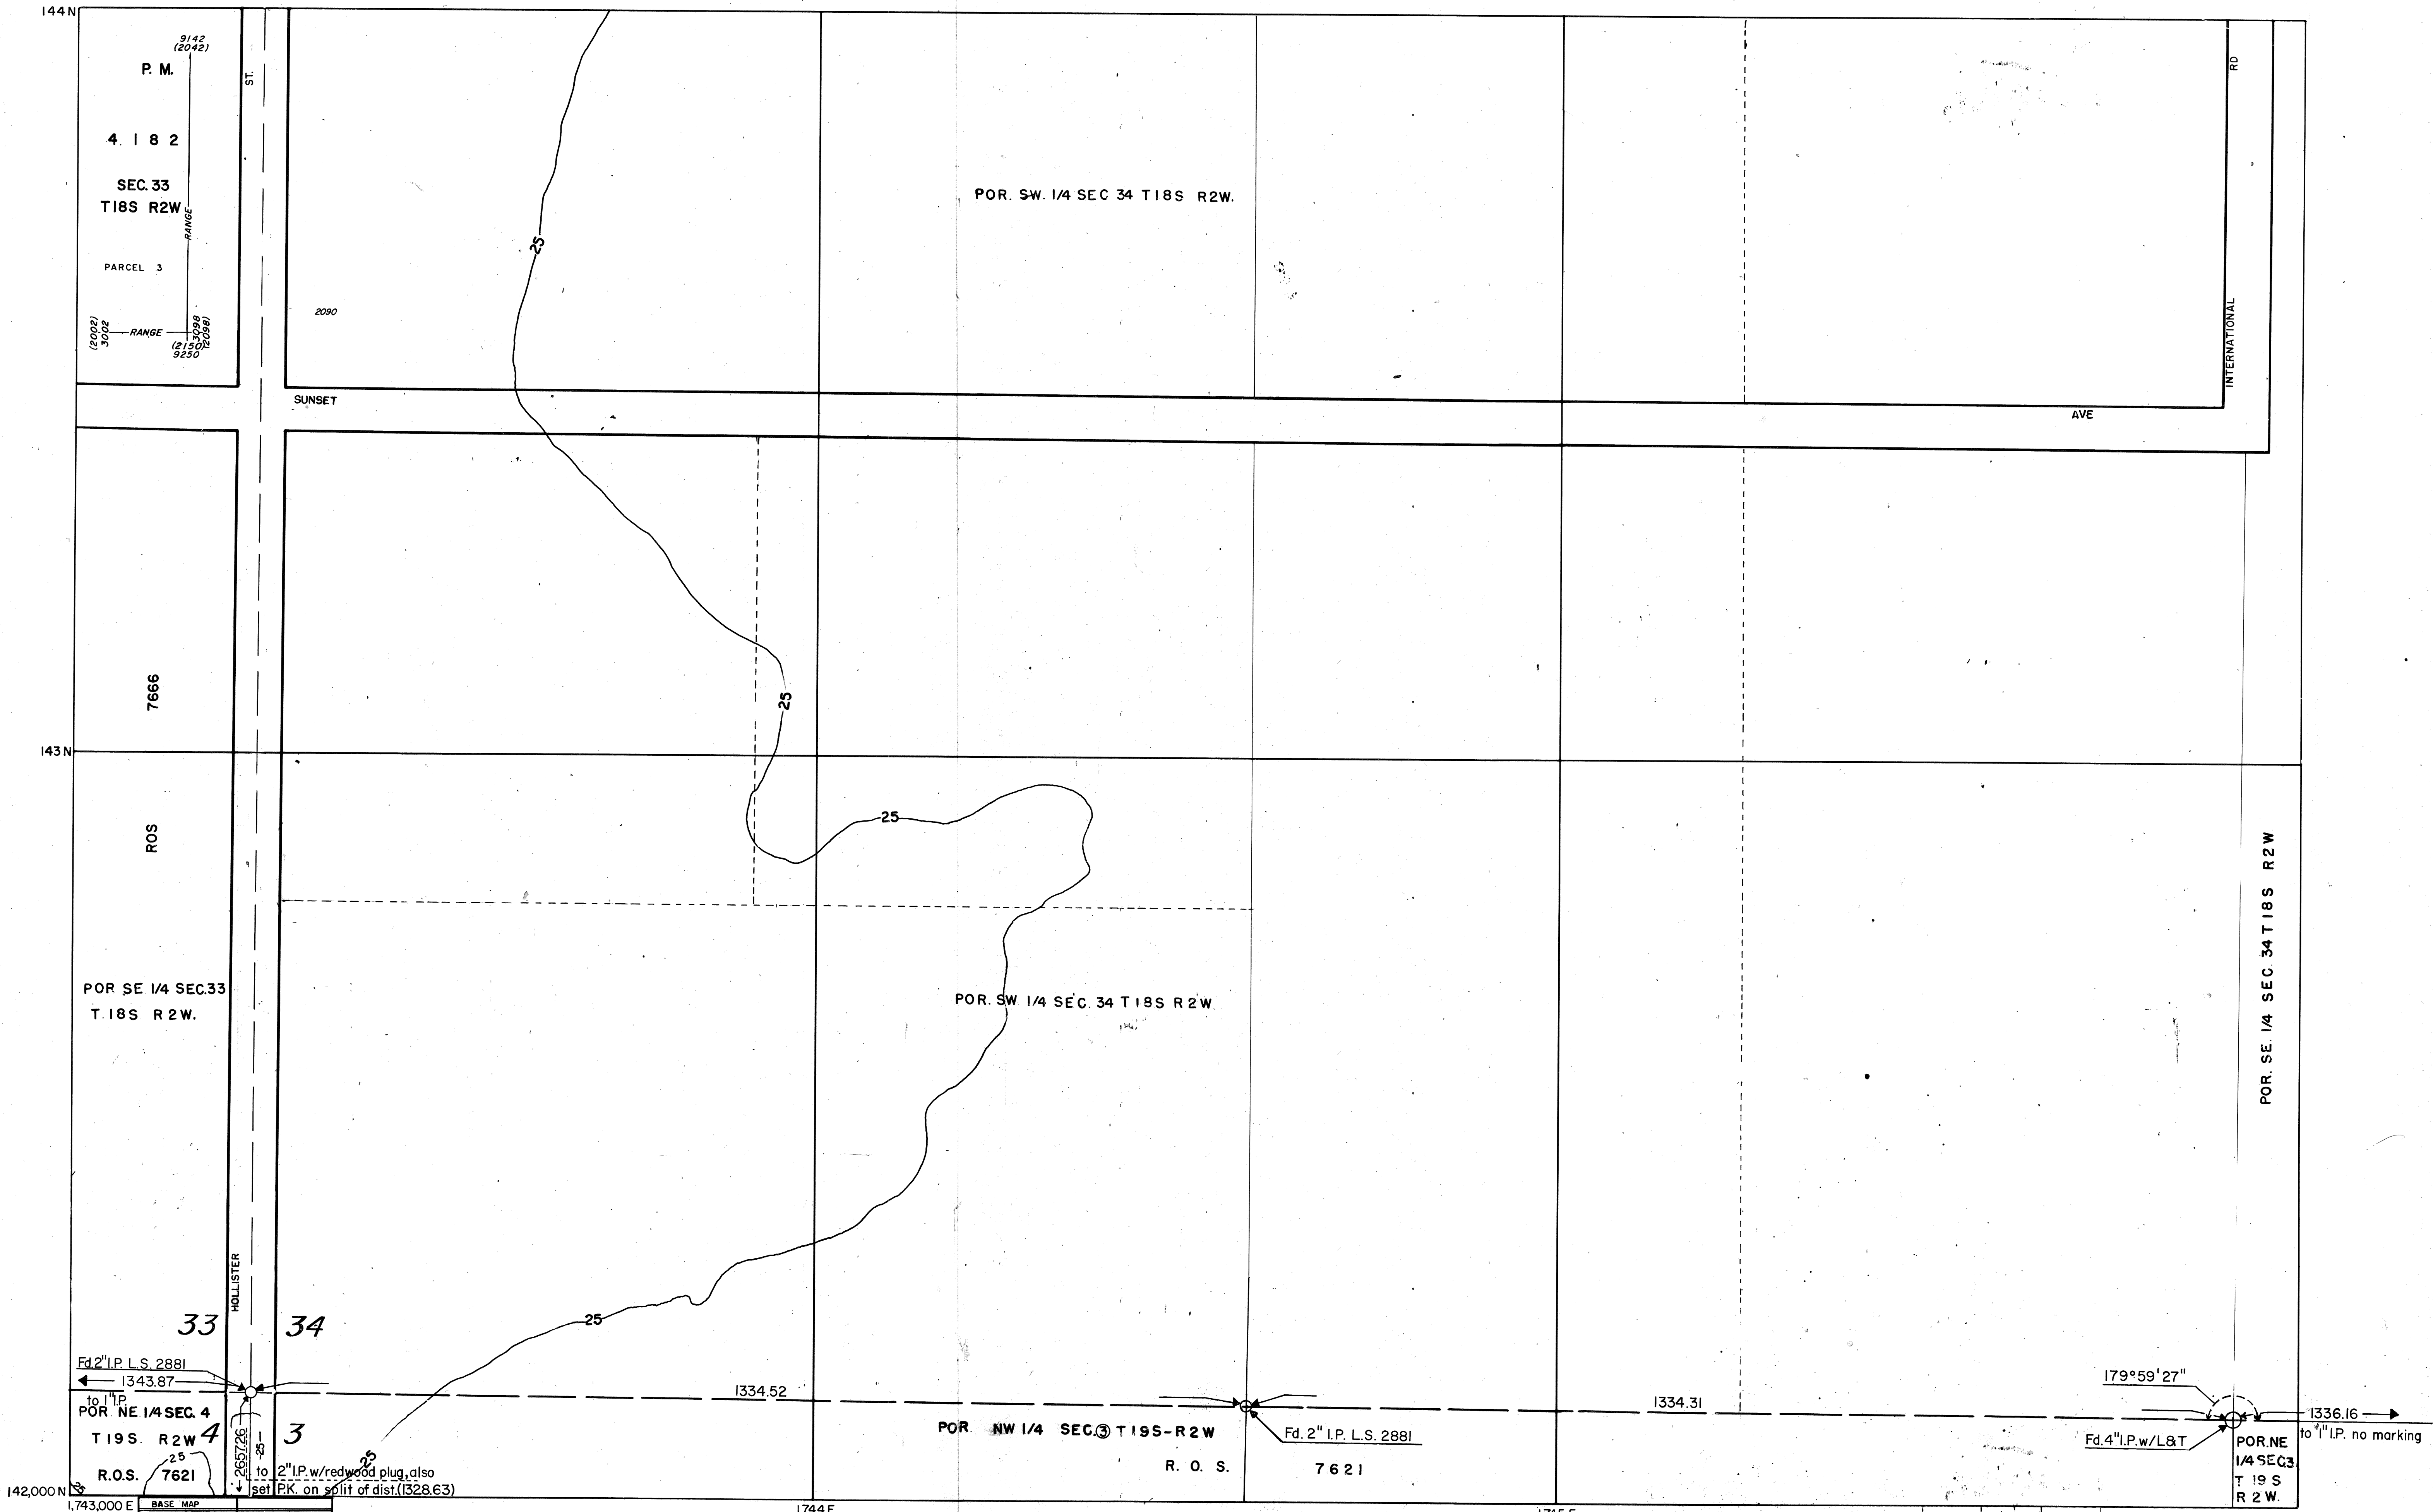 144 N
9142
(2042)
P. M.
4 1 8 2
SEC. 33
T18S R2W
RANGE
PARCEL 3
(2002)
3002
RANGE
3098
(2098)
(2150)
9250
ST.
2090
25
POR. SW. 1/4 SEC 34 T18S R2W.
RD
INTERNATIONAL
SUNSET
AVE
7666
ROS
25
143 N
25
POR SE 1/4 SEC.33
T.18S R2W.
POR. SW 1/4 SEC. 34 T18S R2W
POR. SE. 1/4 SEC. 34 T18S R2W
HOLLISTER
33
34
25
Fd.2" I.P. L.S. 2881
1343.87
to 1" I.P.
1334.52
1334.31
179°59'27"
1336.16
to 1" I.P. no marking
Fd. 2" I.P. L.S. 2881
Fd.4" I.P. w/L&T
POR. NE 1/4 SEC. 4
T19S. R2W
4
3
25
R.O.S. 7621
2657.26
-25-
25
to 2" I.P. w/redwood plug, also
set P.K. on split of dist.(1328.63)
POR. NW 1/4 SEC.③ T19S-R2W
R. O. S. 7621
POR. NE
1/4 SEC3
T 19 S
R 2 W.
142,000 N
1,743,000 E
BASE MAP
1744 E